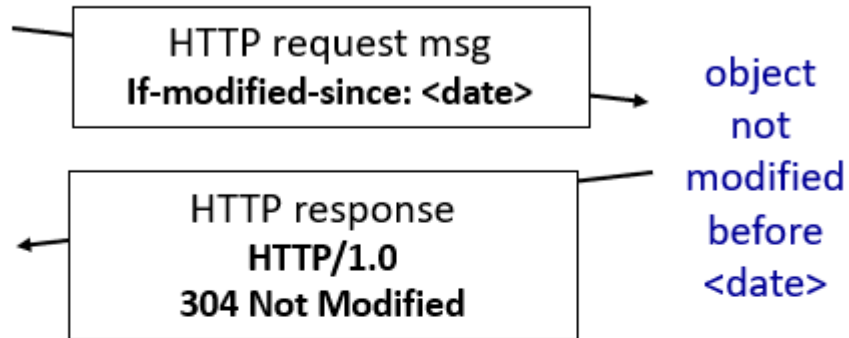 HTTP request msg
If-modified-since: <date>
object
not
modified
before
<date>
HTTP response
HTTP/1.0
304 Not Modified